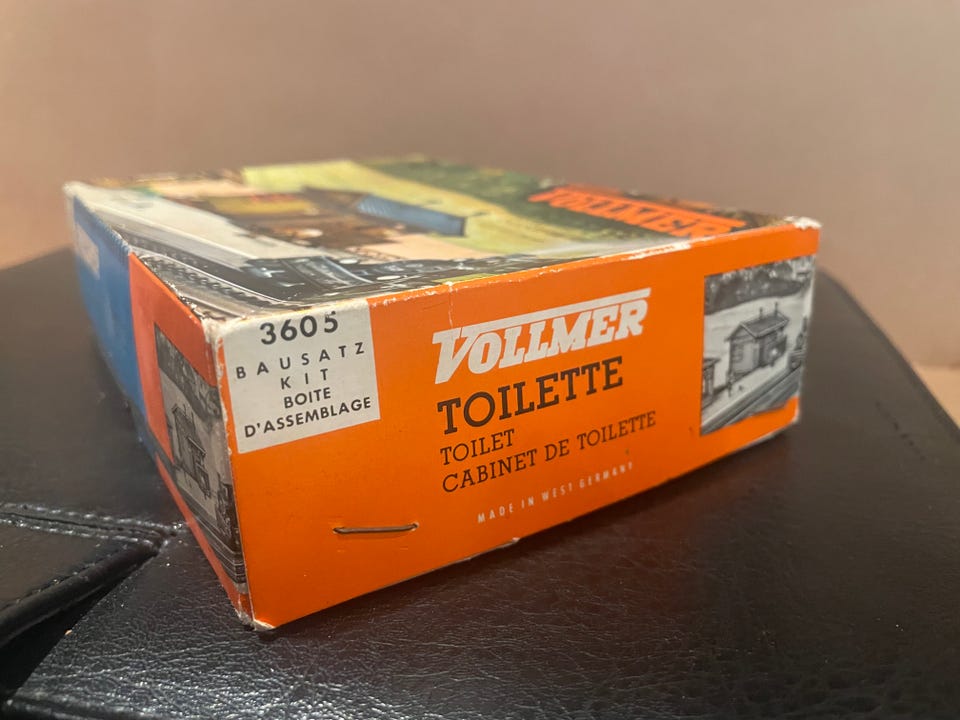 VOLLMER
3605
BAUSATZ
KIT
BOITE
D'ASSEMBLAGE
VOLLMER
TOILETTE
TOILET
CABINET DE TOILETTE
MADE IN WEST GERMANY